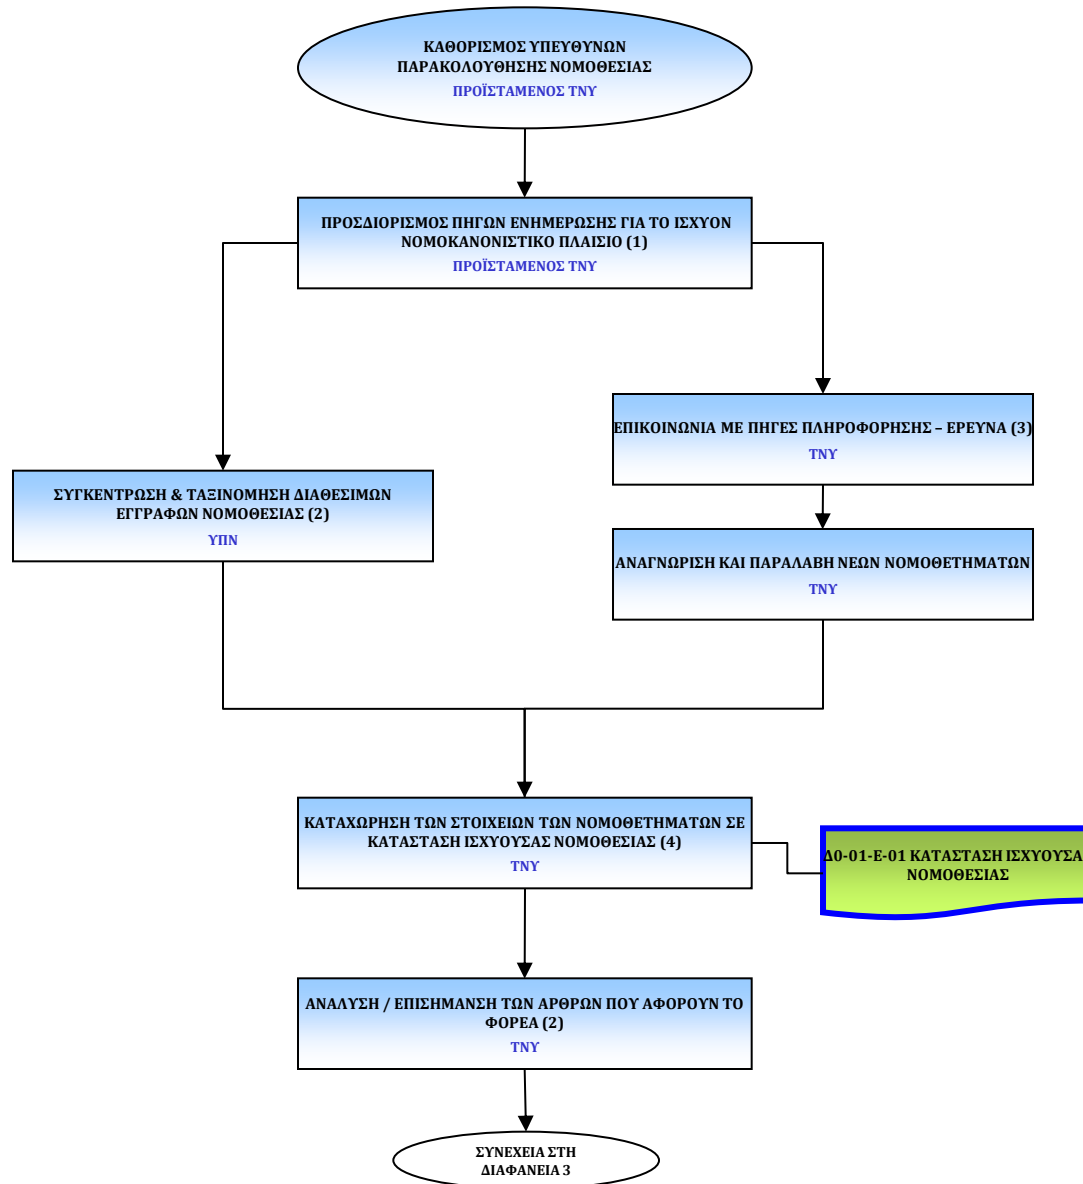 ΚΑΘΟΡΙΣΜΟΣ ΥΠΕΥΘΥΝΩΝ
ΠΑΡΑΚΟΛΟΥΘΗΣΗΣ ΝΟΜΟΘΕΣΙΑΣ
ΠΡΟΪΣΤΑΜΕΝΟΣ ΤΝΥ
ΠΡΟΣΔΙΟΡΙΣΜΟΣ ΠΗΓΩΝ ΕΝΗΜΕΡΩΣΗΣ ΓΙΑ ΤΟ ΙΣΧΥΟΝ
ΝΟΜΟΚΑΝΟΝΙΣΤΙΚΟ ΠΛΑΙΣΙΟ (1)
ΠΡΟΪΣΤΑΜΕΝΟΣ ΤΝΥ
ΕΠΙΚΟΙΝΩΝΙΑ ΜΕ ΠΗΓΕΣ ΠΛΗΡΟΦΟΡΗΣΗΣ – ΕΡΕΥΝΑ (3)
ΤΝΥ
ΣΥΓΚΕΝΤΡΩΣΗ & ΤΑΞΙΝΟΜΗΣΗ ΔΙΑΘΕΣΙΜΩΝ
ΕΓΓΡΑΦΩΝ ΝΟΜΟΘΕΣΙΑΣ (2)
ΥΠΝ
ΑΝΑΓΝΩΡΙΣΗ ΚΑΙ ΠΑΡΑΛΑΒΗ ΝΕΩΝ ΝΟΜΟΘΕΤΗΜΑΤΩΝ
ΤΝΥ
ΚΑΤΑΧΩΡΗΣΗ ΤΩΝ ΣΤΟΙΧΕΙΩΝ ΤΩΝ ΝΟΜΟΘΕΤΗΜΑΤΩΝ ΣΕ
ΚΑΤΑΣΤΑΣΗ ΙΣΧΥΟΥΣΑΣ ΝΟΜΟΘΕΣΙΑΣ (4)
ΤΝΥ
Δ0-01-Ε-01 ΚΑΤΑΣΤΑΣΗ ΙΣΧΥΟΥΣΑ
ΝΟΜΟΘΕΣΙΑΣ
ΑΝΑΛΥΣΗ / ΕΠΙΣΗΜΑΝΣΗ ΤΩΝ ΑΡΘΡΩΝ ΠΟΥ ΑΦΟΡΟΥΝ ΤΟ
ΦΟΡΕΑ (2)
ΤΝΥ
ΣΥΝΕΧΕΙΑ ΣΤΗ
ΔΙΑΦΑΝΕΙΑ 3